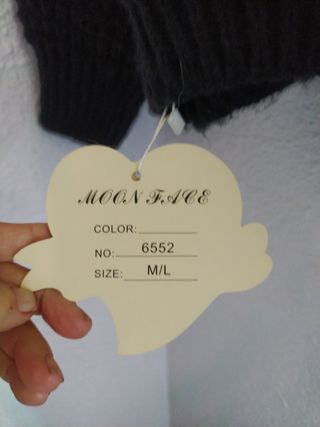 MOON FACE
COLOR:
NO: 6552
SIZE: M/L